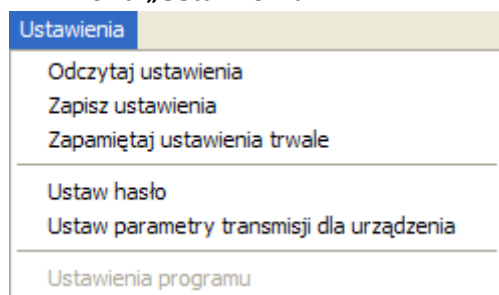 Ustawienia
Odczytaj ustawienia
Zapisz ustawienia
Zapamiętaj ustawienia trwale
Ustaw hasło
Ustaw parametry transmisji dla urządzenia
Ustawienia programu